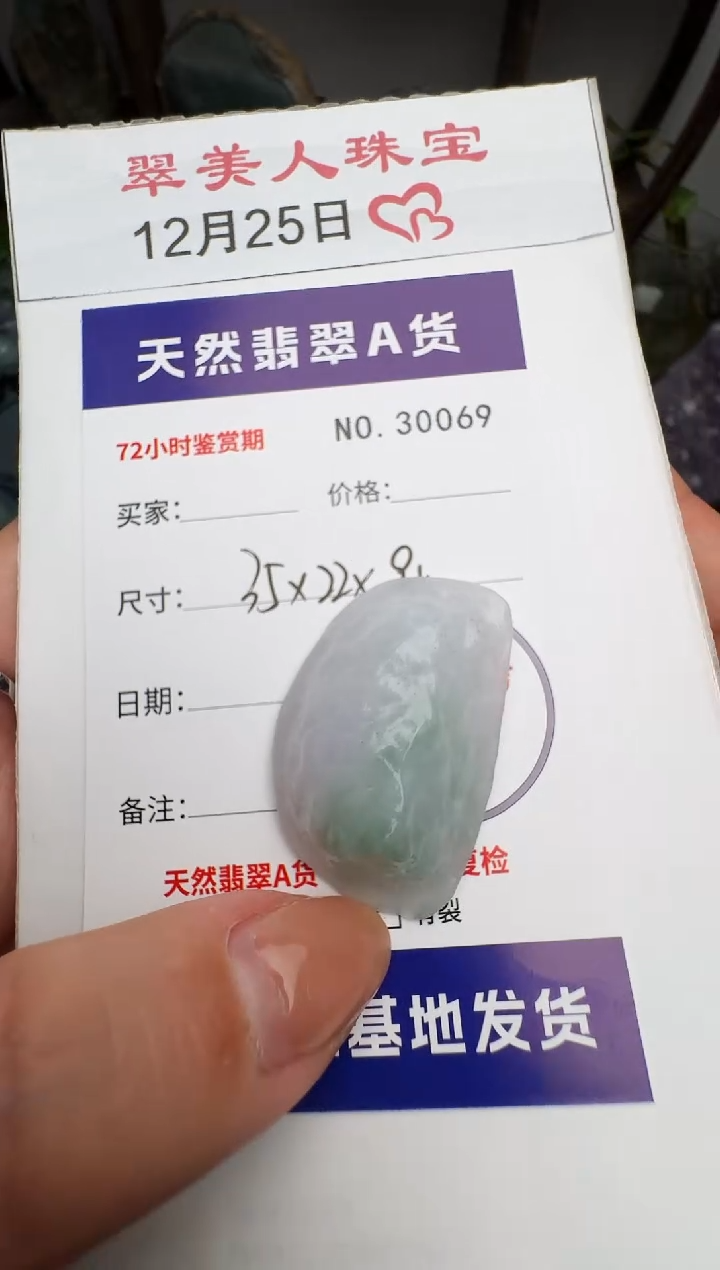 翠美人珠宝
12月25日
天然翡翠A货
72小时鉴赏期 NO.30069
买家: 价格:
尺寸: 35x22x
日期:
备注:
天然翡翠A货 复检
有裂
基地发货